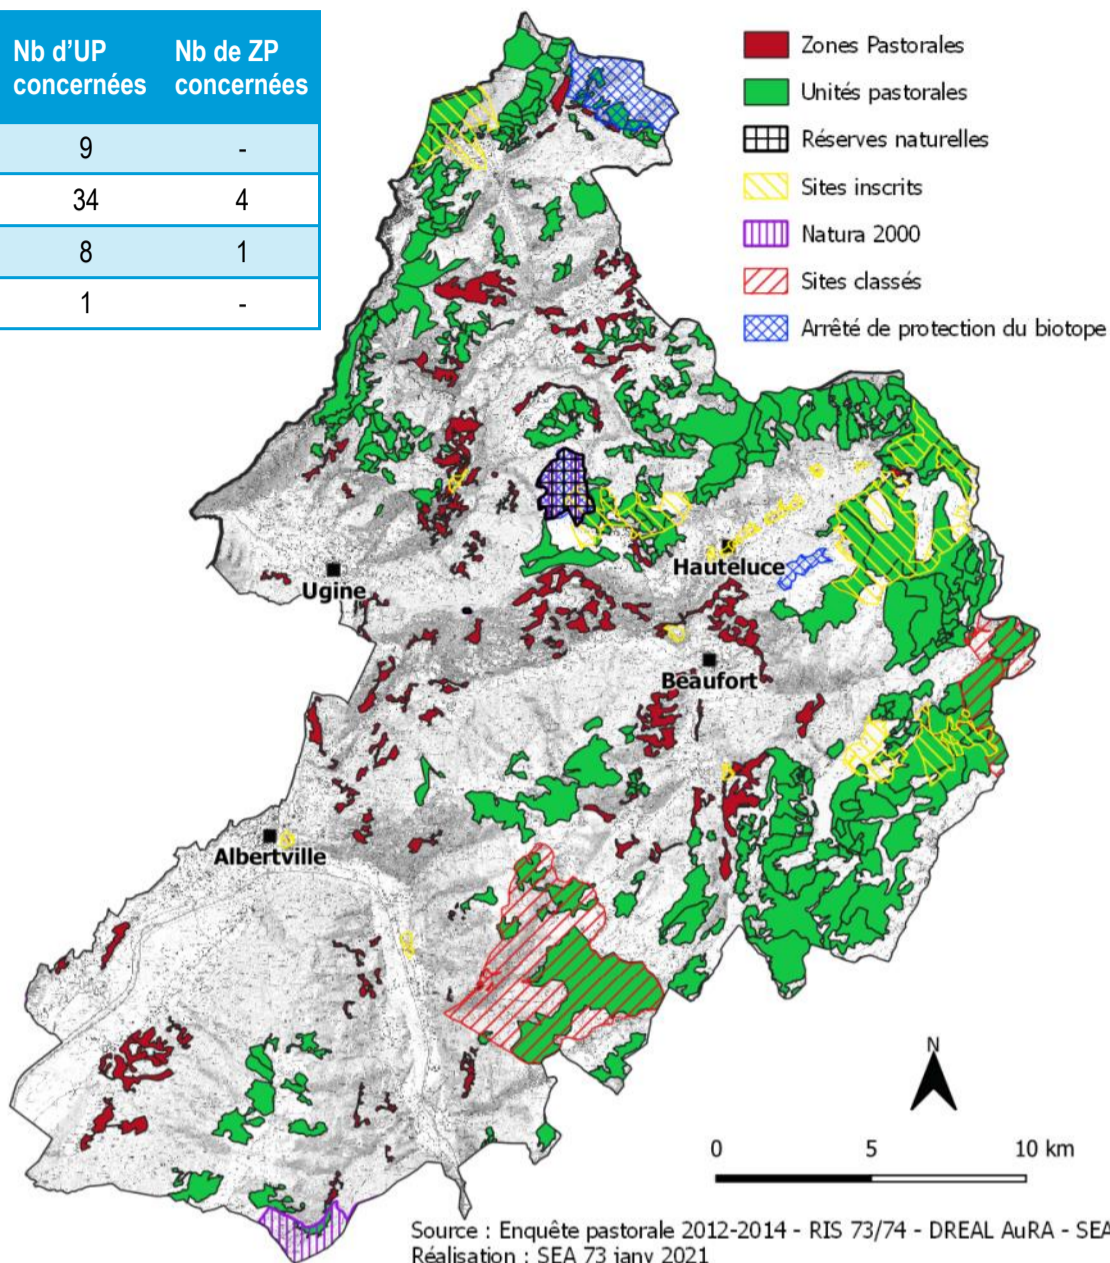 Nb d'UP concernées
Nb de ZP concernées
9 -
34 4
8 1
1 -
Zones Pastorales
Unités pastorales
Réserves naturelles
Sites inscrits
Natura 2000
Sites classés
Arrêté de protection du biotope
Hauteluce
Ugine
Beaufort
Albertville
N
0 5 10 km
Source : Enquête pastorale 2012-2014 - RIS 73/74 - DREAL AuRA - SEA
Réalisation : SEA 73 janv 2021